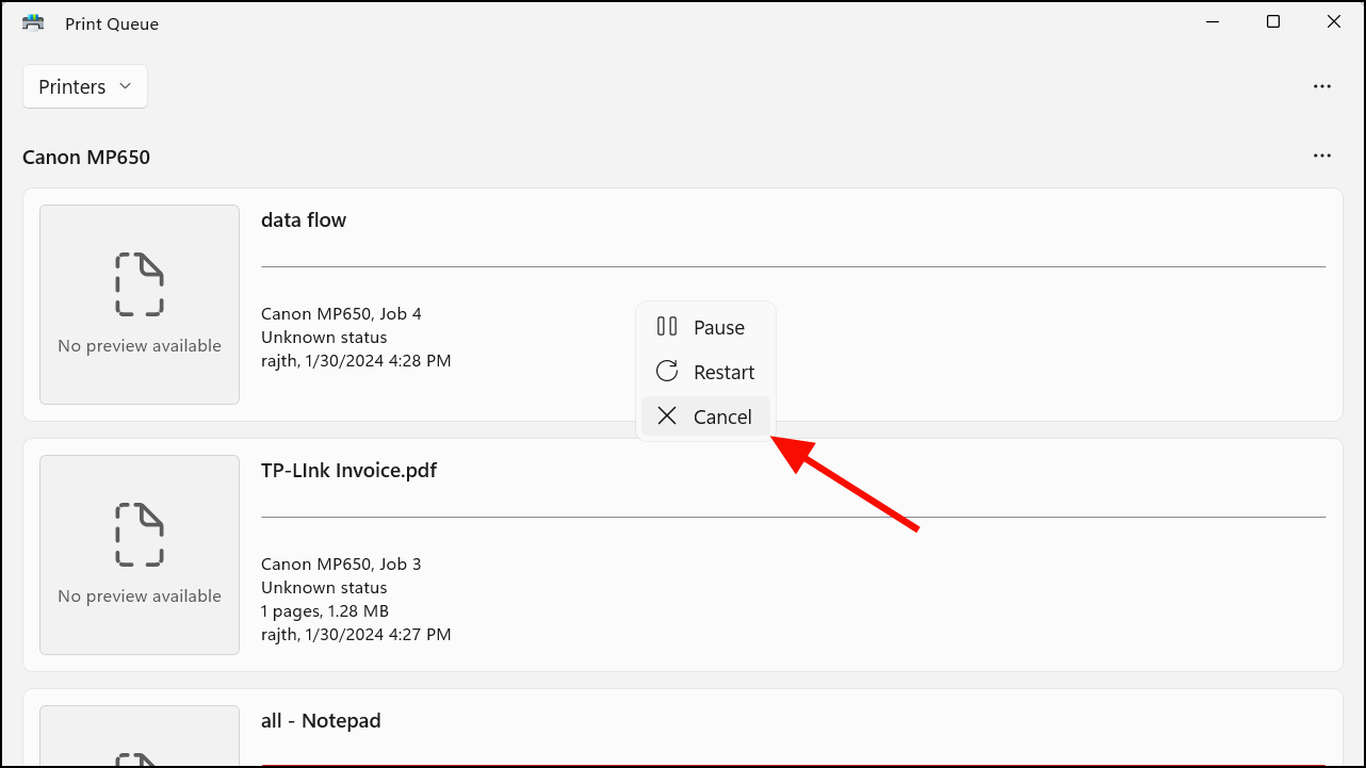 Print Queue
Printers
Canon MP650
data flow
No preview available
Canon MP650, Job 4
Unknown status
rajth, 1/30/2024 4:28 PM
Pause
Restart
Cancel
TP-LInk Invoice.pdf
No preview available
Canon MP650, Job 3
Unknown status
1 pages, 1.28 MB
rajth, 1/30/2024 4:27 PM
all - Notepad